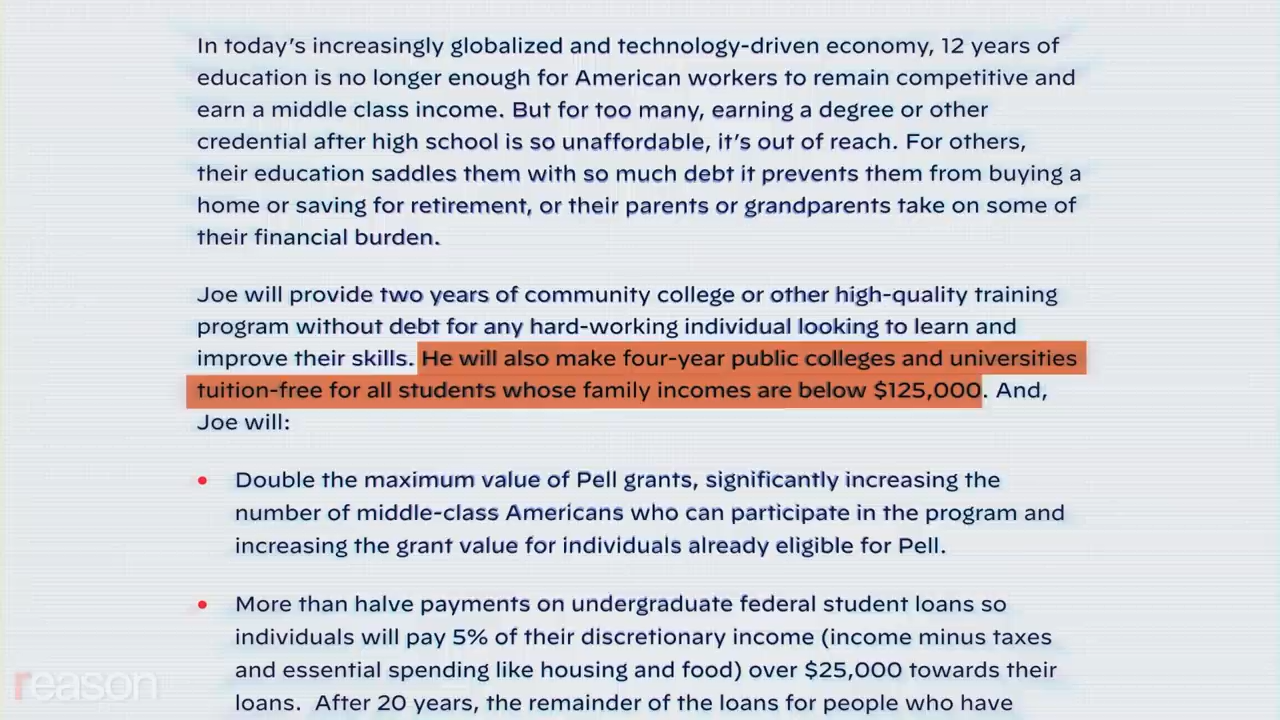 In today's increasingly globalized and technology-driven economy, 12 years of
education is no longer enough for American workers to remain competitive and
earn a middle class income. But for too many, earning a degree or other
credential after high school is so unaffordable, it's out of reach. For others,
their education saddles them with so much debt it prevents them from buying a
home or saving for retirement, or their parents or grandparents take on some of
their financial burden.
Joe will provide two years of community college or other high-quality training
program without debt for any hard-working individual looking to learn and
improve their skills. He will also make four-year public colleges and universities
tuition-free for all students whose family incomes are below $125,000. And,
Joe will:
• Double the maximum value of Pell grants, significantly increasing the
number of middle-class Americans who can participate in the program and
increasing the grant value for individuals already eligible for Pell.
• More than halve payments on undergraduate federal student loans so
individuals will pay 5% of their discretionary income (income minus taxes
and essential spending like housing and food) over $25,000 towards their
loans.  After 20 years, the remainder of the loans for people who have
reason